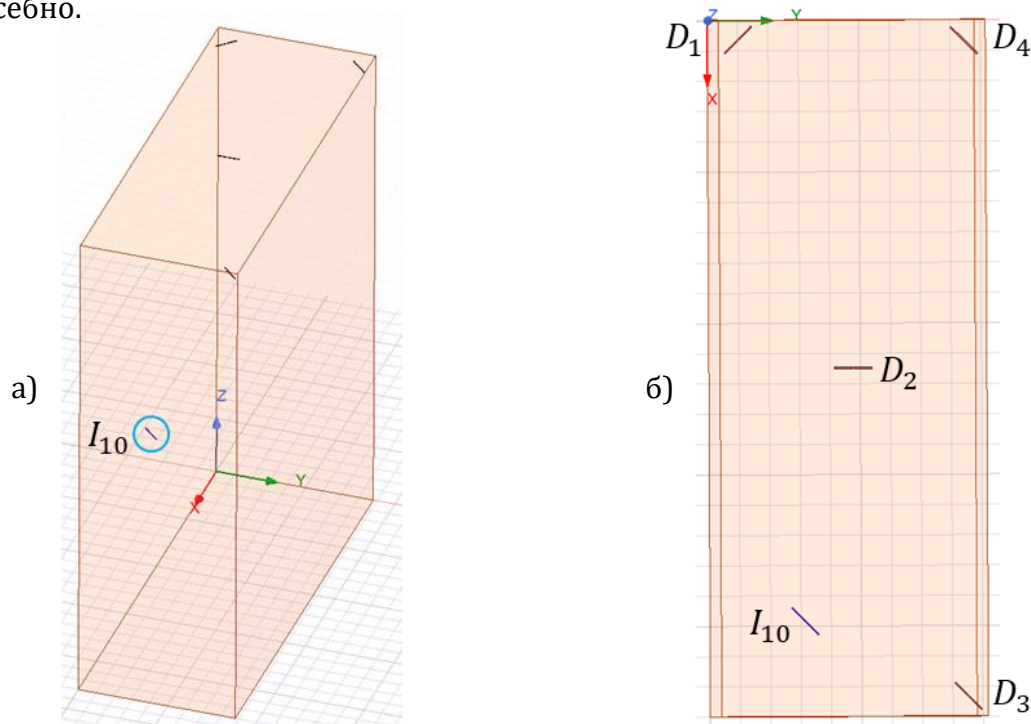 себно.
Z
Y
X
D₁
D₄
а)
Z
I₁₀
Y
X
б)
D₂
I₁₀
D₃